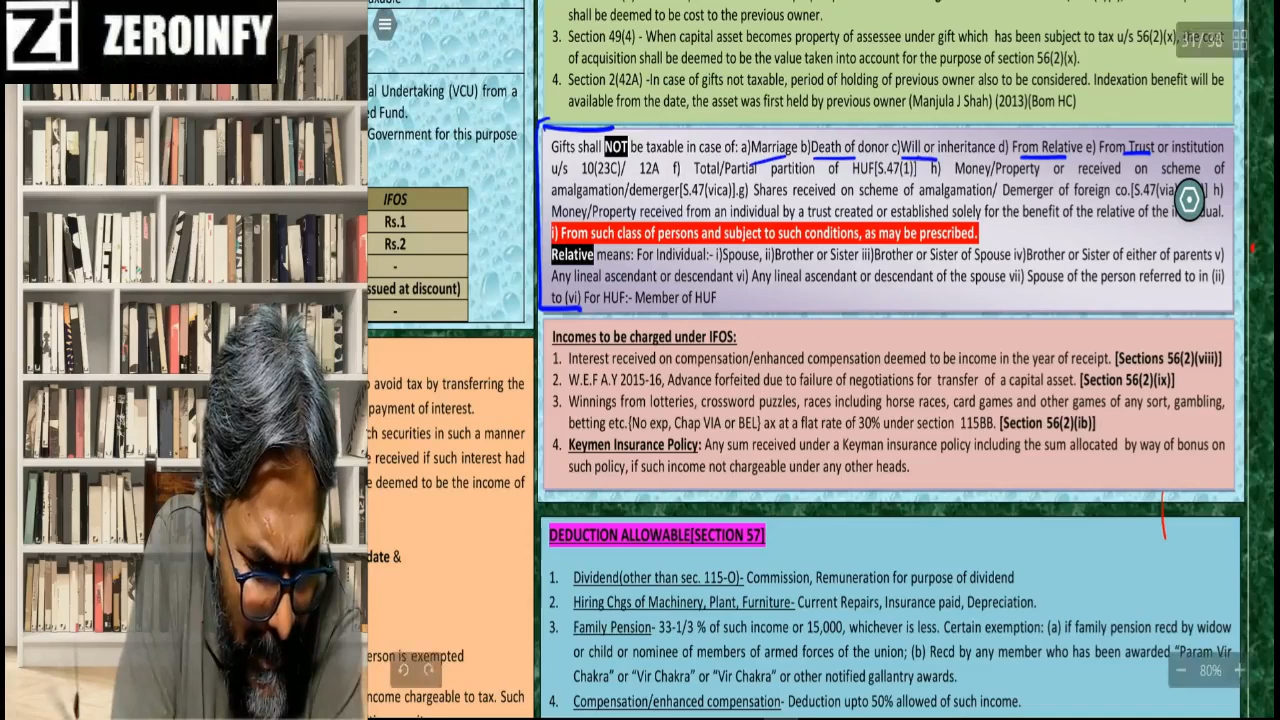 Zi ZEROINFY
al Undertaking (VCU) from a
ed Fund.
Government for this purpose
IFOS
Rs.1
Rs.2
-
ssued at discount)
-
avoid tax by transferring the
payment of interest.
ch securities in such a manner
e received if such interest had
e deemed to be the income of
date &
erson is exempted
ncome chargeable to tax. Such
shall be deemed to be cost to the previous owner.
3. Section 49(4) - When capital asset becomes property of assessee under gift which has been subject to tax u/s 56(2)(x),
of acquisition shall be deemed to be the value taken into account for the purpose of section 56(2)(x).
4. Section 2(42A) -In case of gifts not taxable, period of holding of previous owner also to be considered. Indexation benefit will be
available from the date, the asset was first held by previous owner (Manjula J Shah) (2013)(Bom HC)
Gifts shall NOT be taxable in case of: a)Marriage b)Death of donor c)Will or inheritance d) From Relative e) From Trust or institution
u/s 10(23C)/ 12A f) Total/Partial partition of HUF[S.47(1)] h) Money/Property or received on scheme of
amalgamation/demerger[S.47(vica)].g) Shares received on scheme of amalgamation/ Demerger of foreign co.[S.47(via) h)
Money/Property received from an individual by a trust created or established solely for the benefit of the relative of the
i) From such class of persons and subject to such conditions, as may be prescribed.
Relative means: For Individual:- i)Spouse, ii)Brother or Sister iii)Brother or Sister of Spouse iv)Brother or Sister of either of parents v)
Any lineal ascendant or descendant vi) Any lineal ascendant or descendant of the spouse vii) Spouse of the person referred to in (ii)
to (vi) For HUF:- Member of HUF
Incomes to be charged under IFOS:
1. Interest received on compensation/enhanced compensation deemed to be income in the year of receipt. [Sections 56(2)(viii)]
2. W.E.F A.Y 2015-16, Advance forfeited due to failure of negotiations for transfer of a capital asset. [Section 56(2)(ix)]
3. Winnings from lotteries, crossword puzzles, races including horse races, card games and other games of any sort, gambling,
betting etc.{No exp, Chap VIA or BEL} ax at a flat rate of 30% under section 115BB. [Section 56(2)(ib)]
4. Keymen Insurance Policy: Any sum received under a Keyman insurance policy including the sum allocated by way of bonus on
such policy, if such income not chargeable under any other heads.
DEDUCTION ALLOWABLE[SECTION 57]
1. Dividend(other than sec. 115-O)- Commission, Remuneration for purpose of dividend
2. Hiring Chgs of Machinery, Plant, Furniture- Current Repairs, Insurance paid, Depreciation.
3. Family Pension- 33-1/3 % of such income or 15,000, whichever is less. Certain exemption: (a) if family pension recd by widow
or child or nominee of members of armed forces of the union; (b) Recd by any member who has been awarded "Param Vir
Chakra" or "Vir Chakra" or "Vir Chakra" or other notified gallantry awards.
4. Compensation/enhanced compensation- Deduction upto 50% allowed of such income.
80%